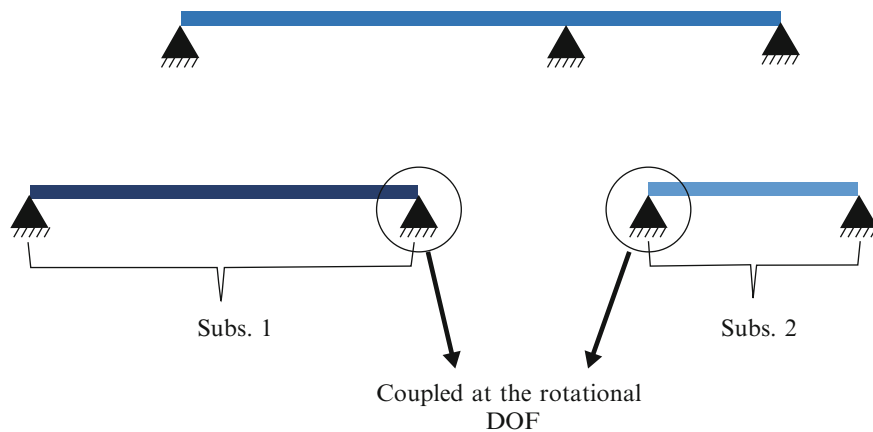 Subs. 1
Subs. 2
Coupled at the rotational
DOF